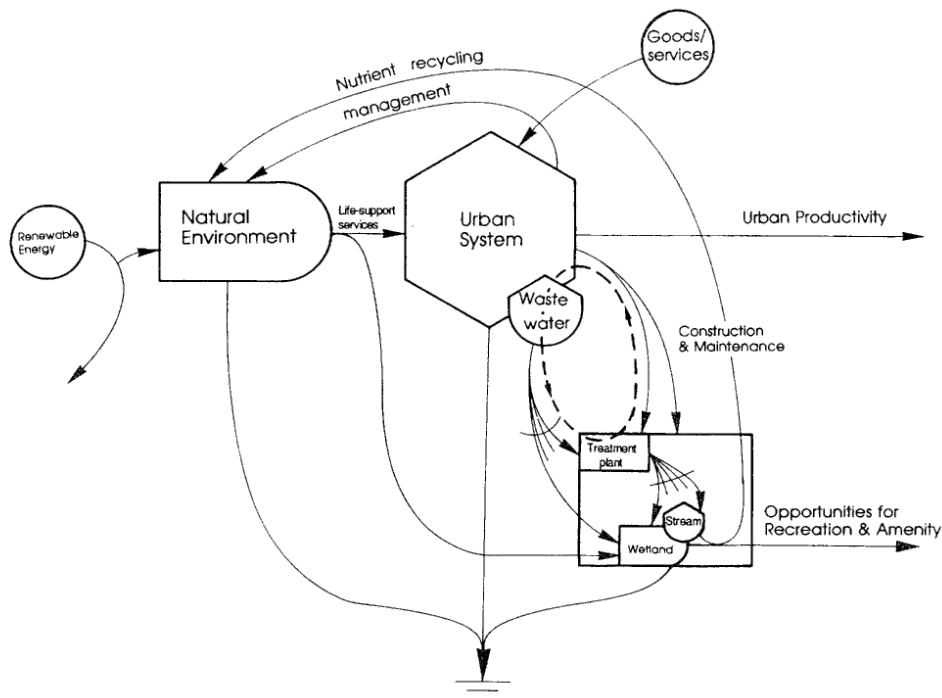 Goods/
services
Nutrient recycling
management
Natural
Environment
Life-support
services
Urban
System
Urban Productivity
Renewable
Energy
Waste
water
Construction
& Maintenance
Treatment
plant
Stream
Wetland
Opportunities for
Recreation & Amenity